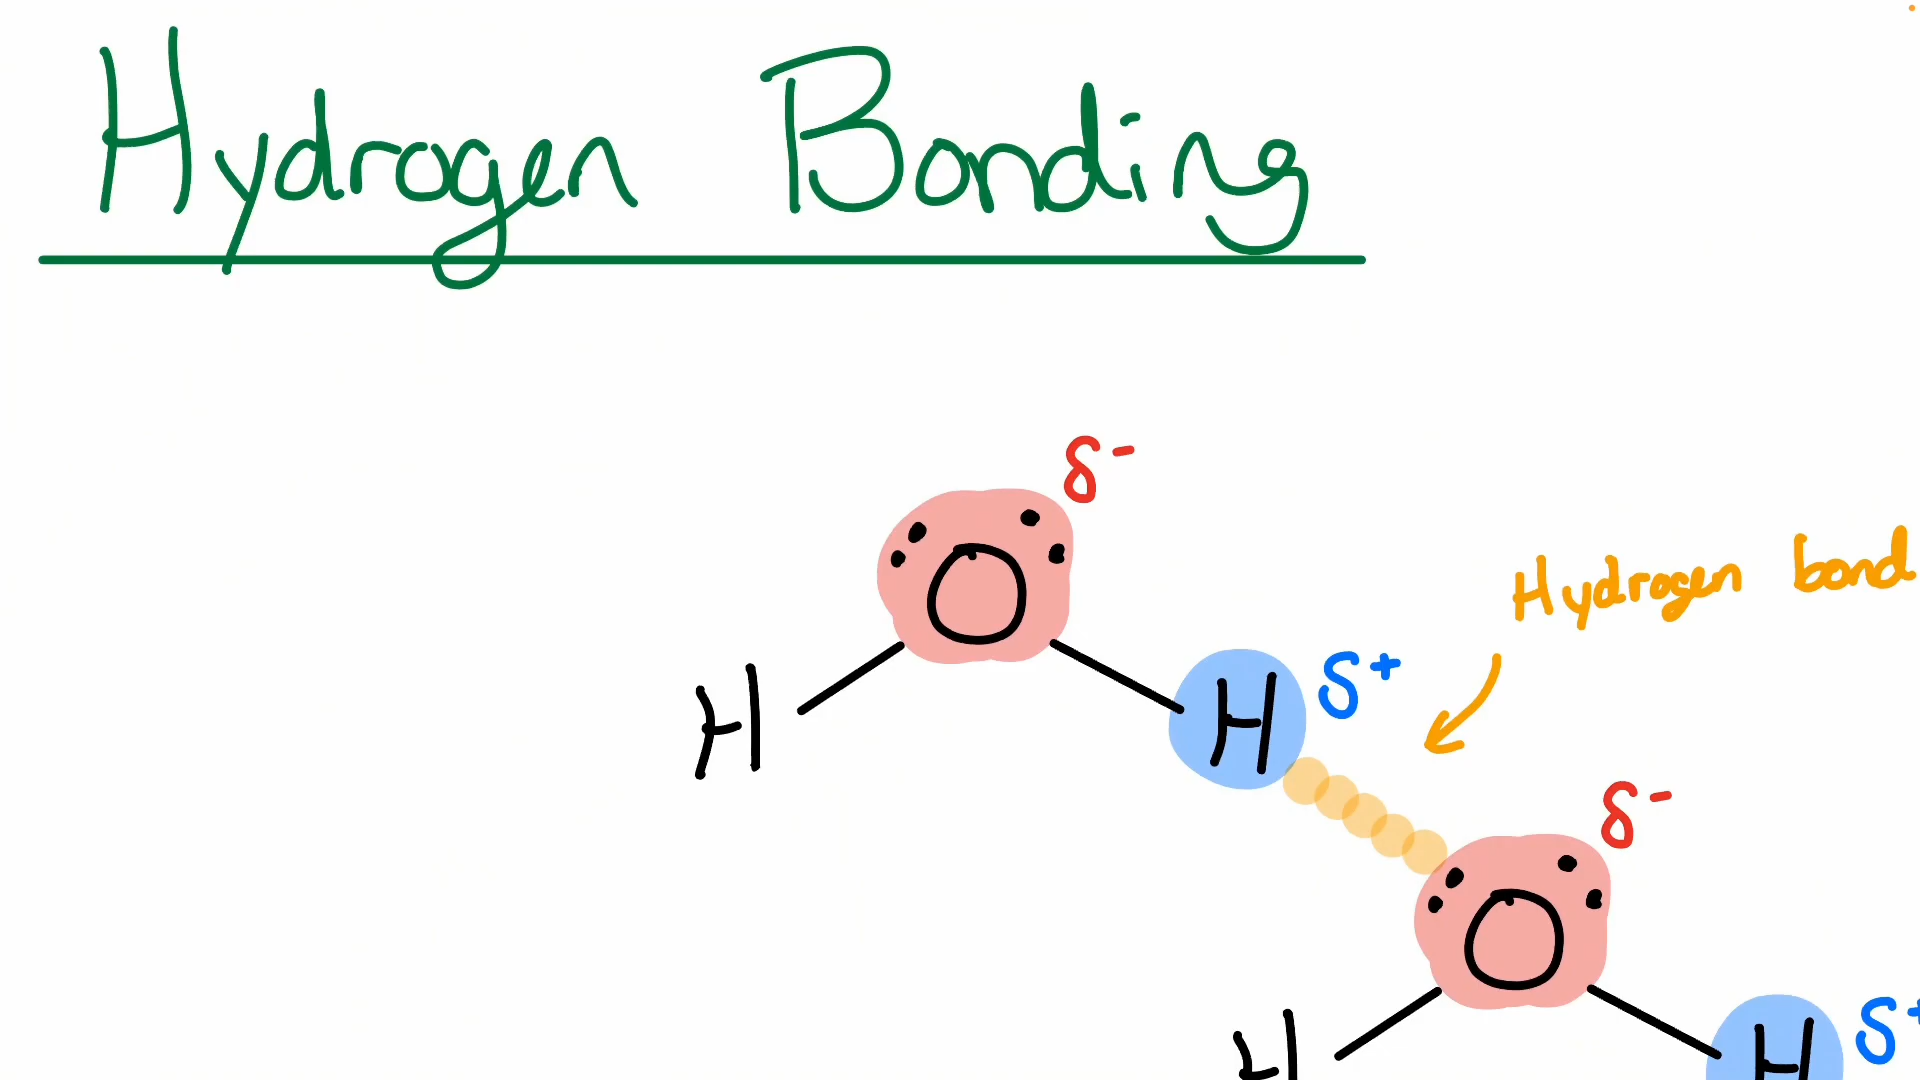 Hydrogen Bonding
δ-
O
Hydrogen bond
H
H
δ+
δ-
O
H
H
δ+